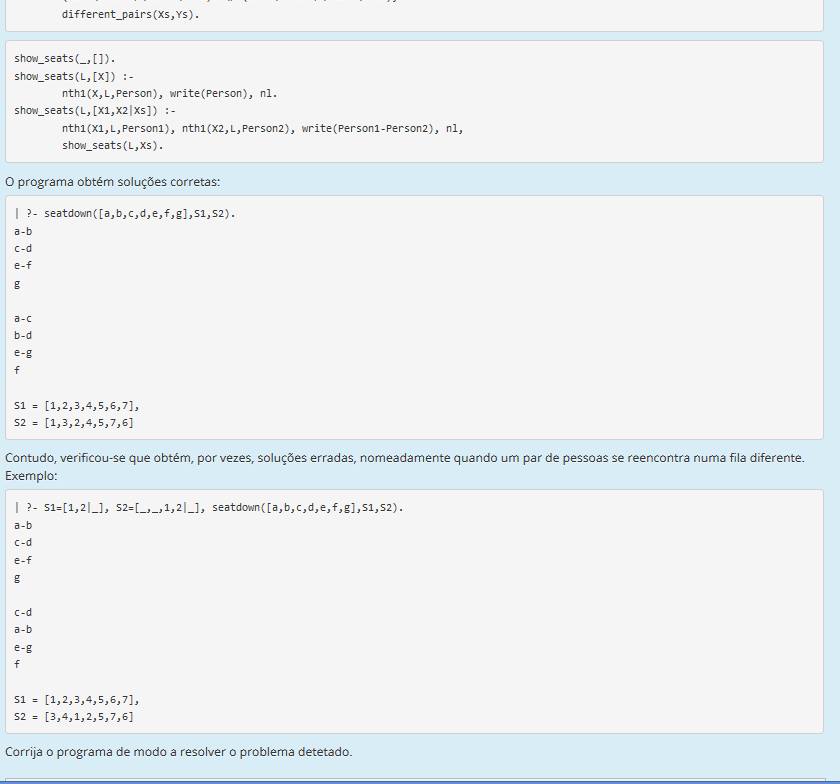 different_pairs(Xs,Ys).
show_seats(_,[]).
show_seats(L,[X]) :-
nth1(X,L,Person), write(Person), nl.
show_seats(L,[X1,X2|Xs]) :-
nth1(X1,L,Person1), nth1(X2,L,Person2), write(Person1-Person2), nl,
show_seats(L,Xs).
O programa obtém soluções corretas:
| ?- seatdown([a,b,c,d,e,f,g],S1,S2).
a-b
c-d
e-f
g
a-c
b-d
e-g
f
S1 = [1,2,3,4,5,6,7],
S2 = [1,3,2,4,5,7,6]
Contudo, verificou-se que obtém, por vezes, soluções erradas, nomeadamente quando um par de pessoas se reencontra numa fila diferente.
Exemplo:
| ?- S1=[1,2|_], S2=[_,_,1,2|_], seatdown([a,b,c,d,e,f,g],S1,S2).
a-b
c-d
e-f
g
c-d
a-b
e-g
f
S1 = [1,2,3,4,5,6,7],
S2 = [3,4,1,2,5,7,6]
Corrija o programa de modo a resolver o problema detetado.